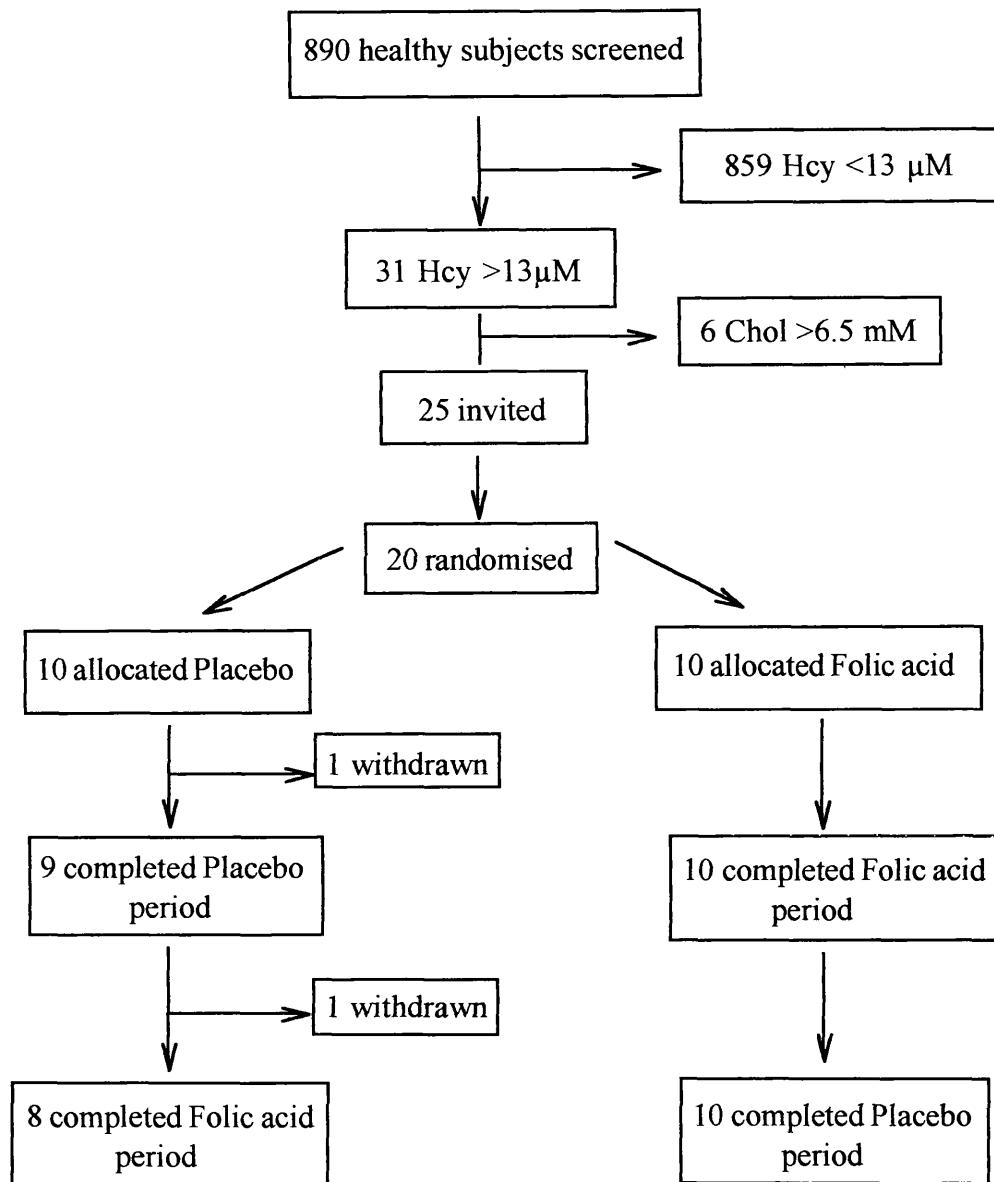 890 healthy subjects screened
859 Hcy <13 μM
31 Hcy >13μM
6 Chol >6.5 mM
25 invited
20 randomised
10 allocated Placebo
10 allocated Folic acid
1 withdrawn
9 completed Placebo
period
10 completed Folic acid
period
1 withdrawn
8 completed Folic acid
period
10 completed Placebo
period